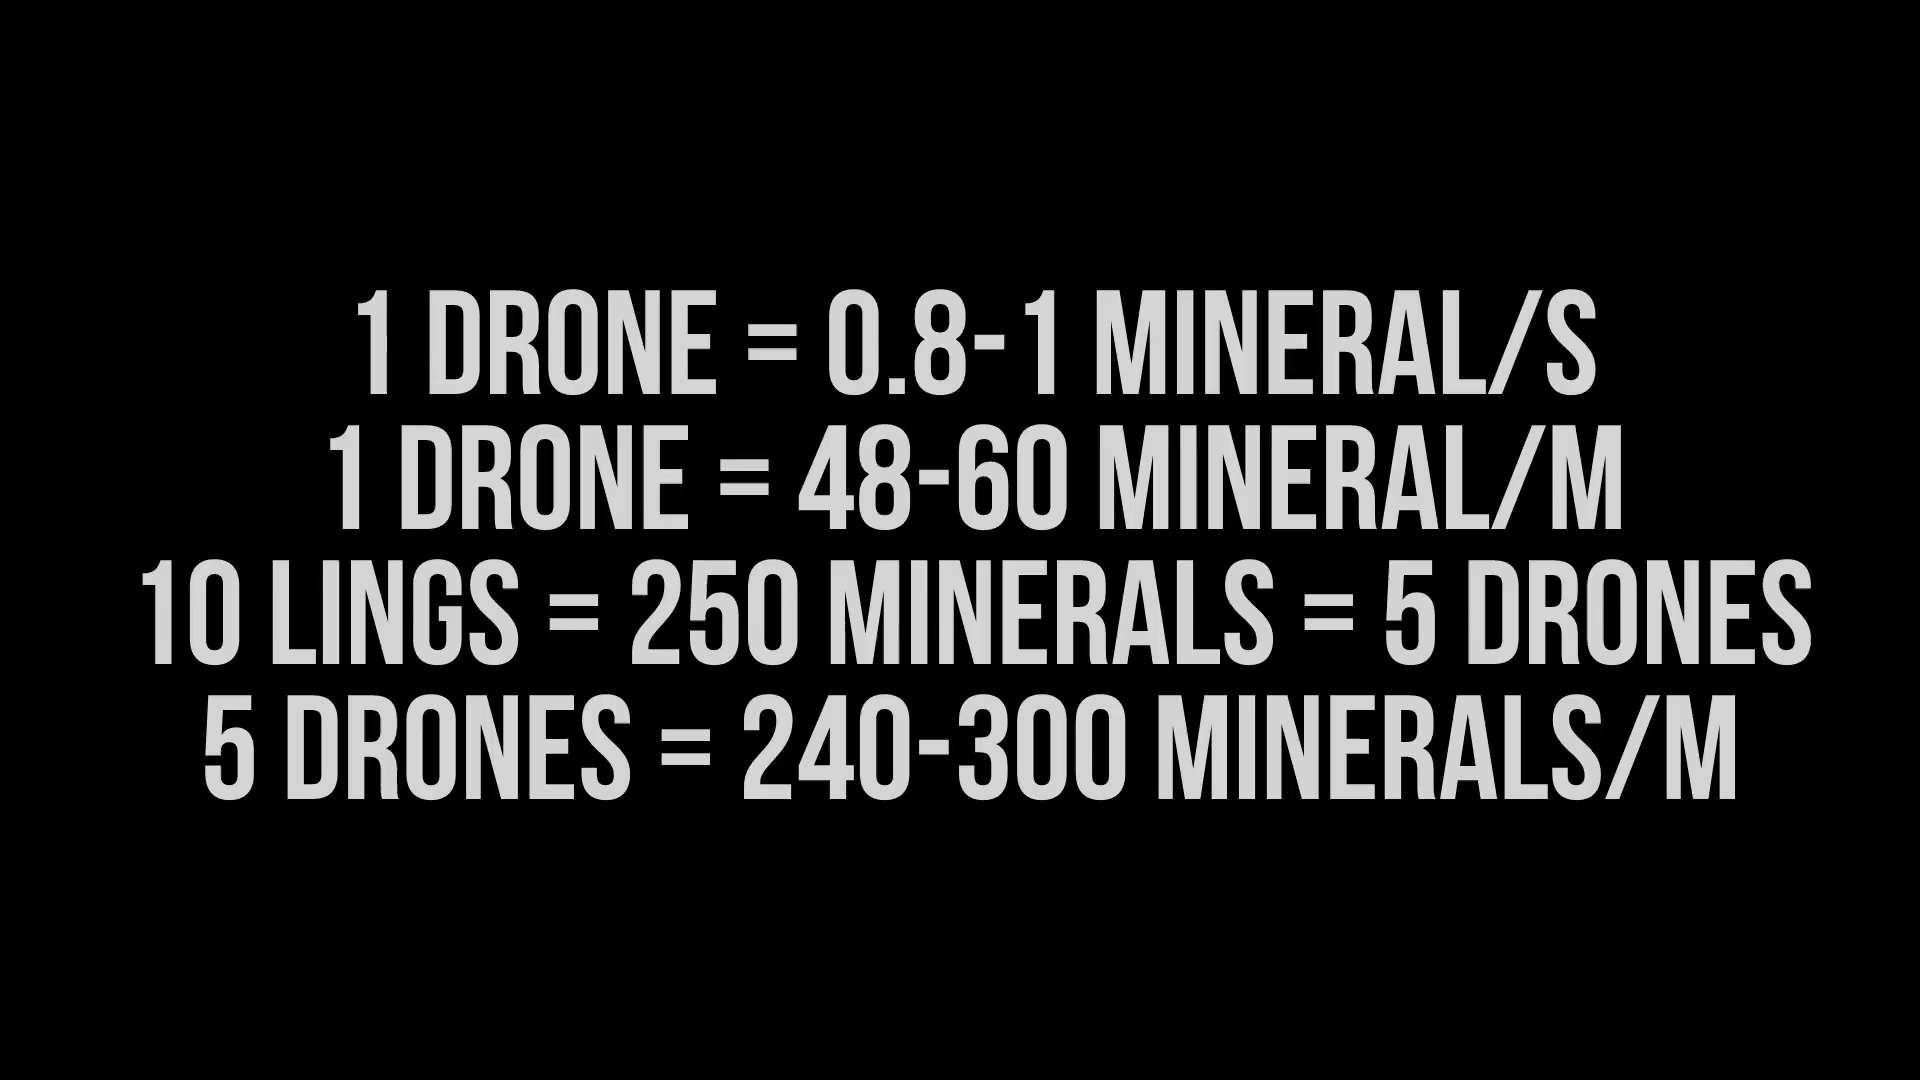 1 DRONE = 0.8-1 MINERAL/S
1 DRONE = 48-60 MINERAL/M
10 LINGS = 250 MINERALS = 5 DRONES
5 DRONES = 240-300 MINERALS/M